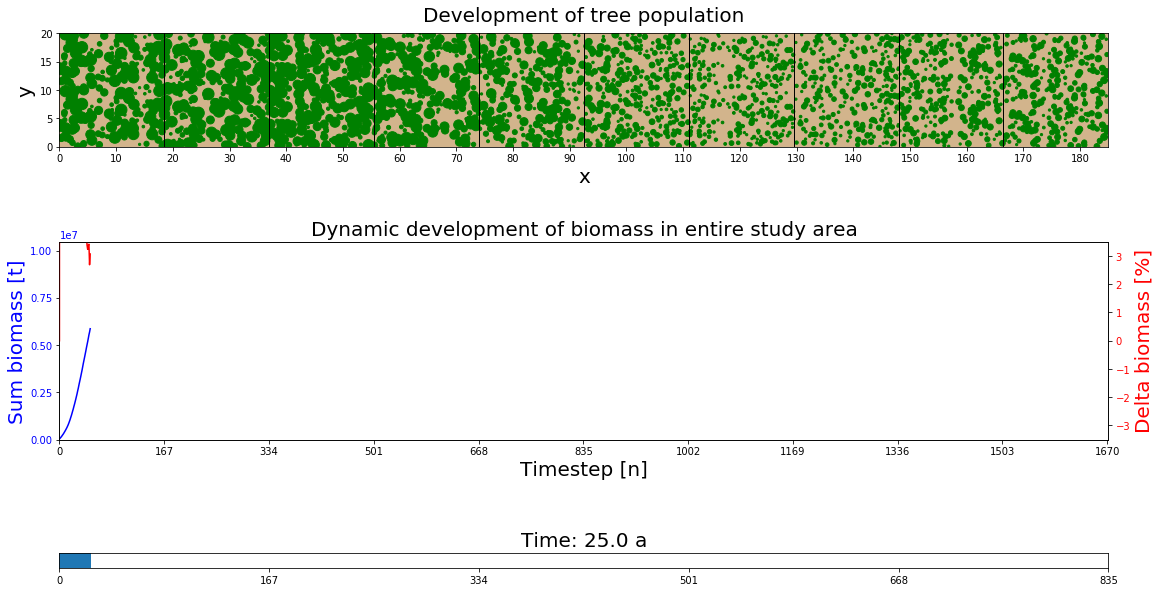 Development of tree population
20
15
10
5
0
y
0 10 20 30 40 50 60 70 80 90 100 110 120 130 140 150 160 170 180
x
Dynamic development of biomass in entire study area
1e7
1.00
0.75
0.50
0.25
0.00
Sum biomass [t]
3
2
1
0
−1
−2
−3
Delta biomass [%]
0 167 334 501 668 835 1002 1169 1336 1503 1670
Timestep [n]
Time: 25.0 a
0 167 334 501 668 835